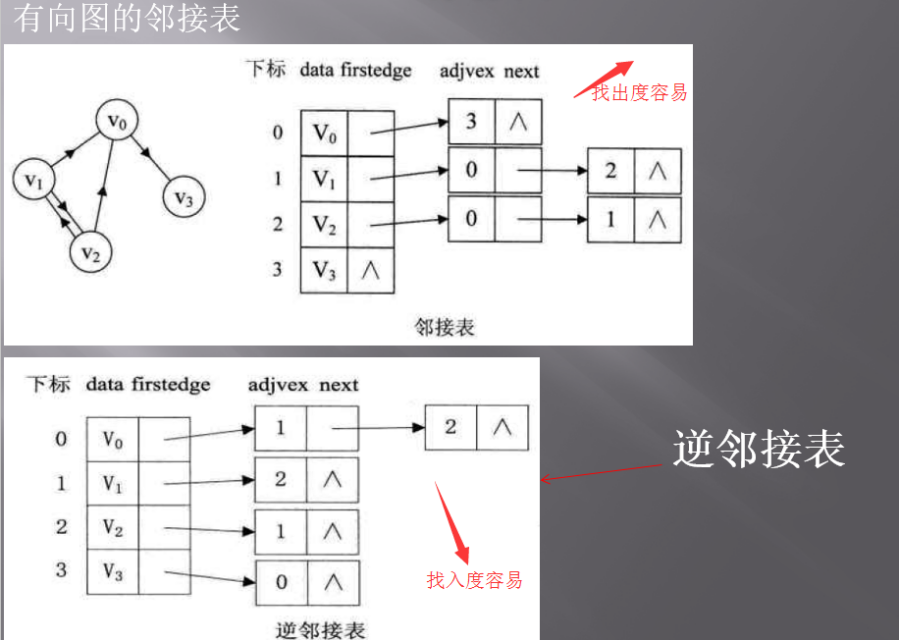 有向图的邻接表
下标 data firstedge adjvex next
找出度容易
v0
v1
v3
v2
0 V0 3 ∧
1 V1 0 2 ∧
2 V2 0 1 ∧
3 V3 ∧
邻接表
下标 data firstedge adjvex next
0 V0 1 2 ∧
1 V1 2 ∧
2 V2 1 ∧
3 V3 0 ∧
逆邻接表
找入度容易
逆邻接表